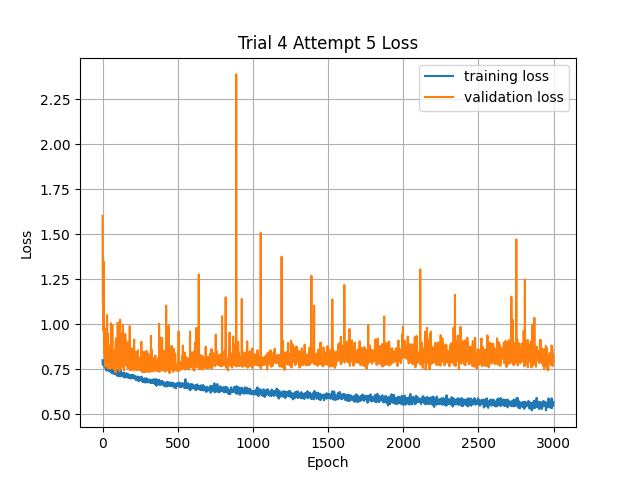 Trial 4 Attempt 5 Loss
training loss
validation loss
2.25
2.00
1.75
1.50
1.25
1.00
0.75
0.50
Loss
0 500 1000 1500 2000 2500 3000
Epoch